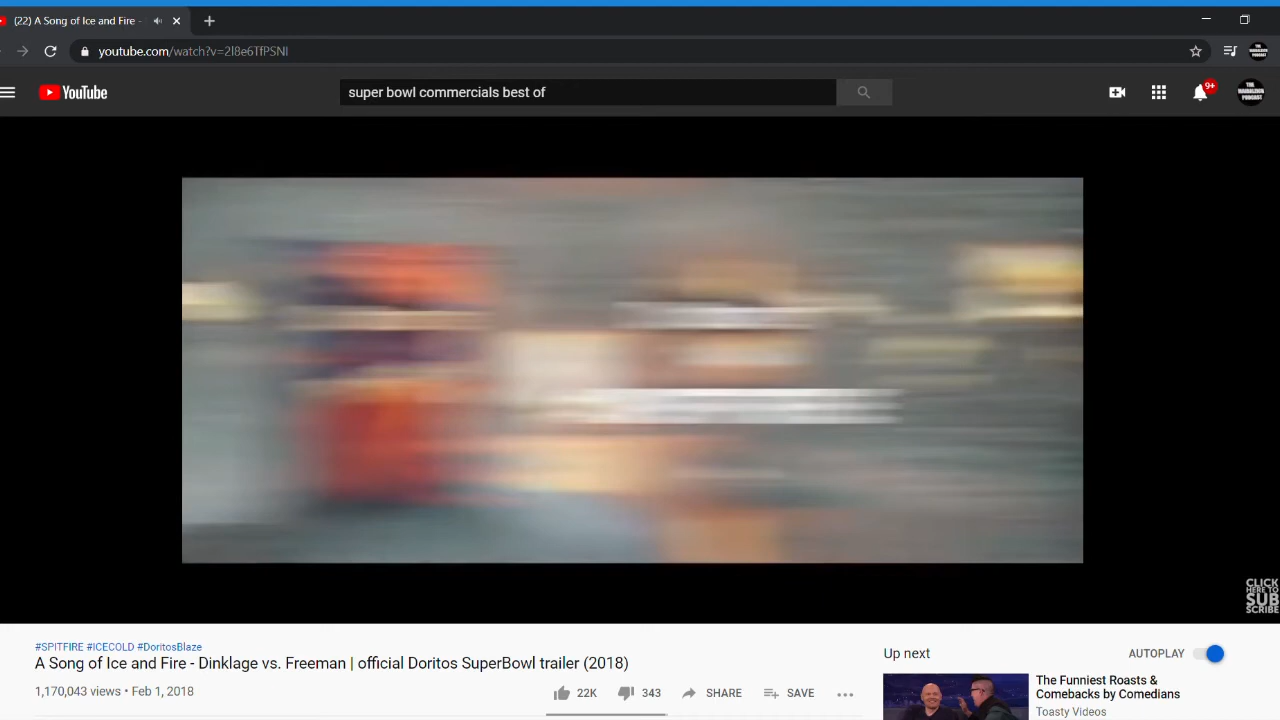 (22) A Song of Ice and Fire -
youtube.com/watch?v=2l8e6TfPSNI
YouTube
super bowl commercials best of
9+
THE
PODCAST
CLICK
HERE TO
SUB
SCRIBE
#SPITFIRE #ICECOLD #DoritosBlaze
A Song of Ice and Fire - Dinklage vs. Freeman | official Doritos SuperBowl trailer (2018)
1,170,043 views • Feb 1, 2018
22K
343
SHARE
SAVE
Up next
AUTOPLAY
The Funniest Roasts &
Comebacks by Comedians
Toasty Videos